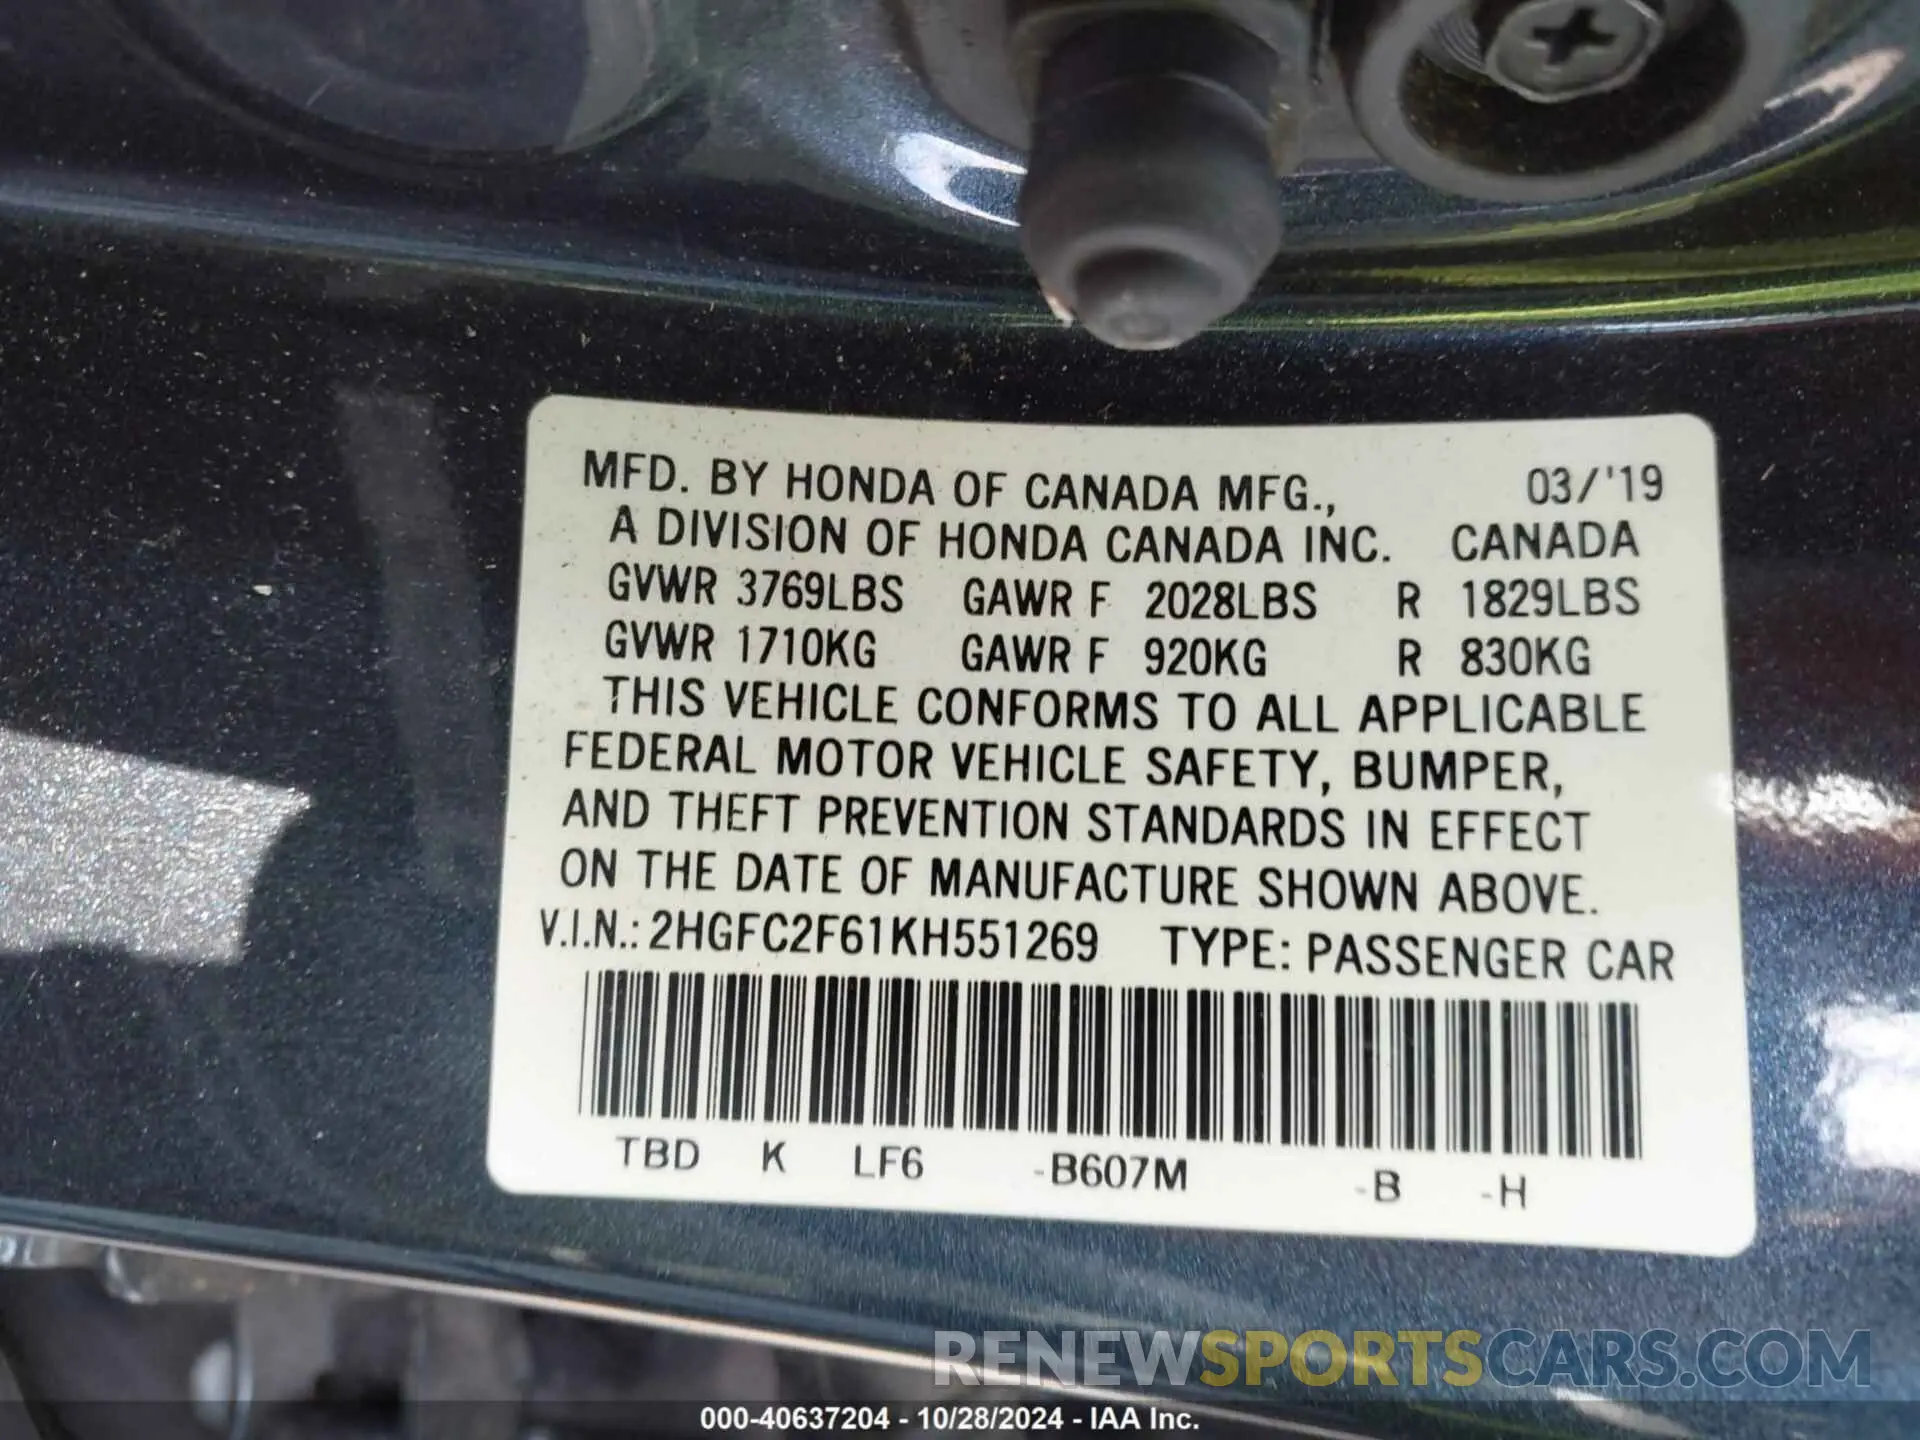 MFD. BY HONDA OF CANADA MFG., 03/'19
A DIVISION OF HONDA CANADA INC. CANADA
GVWR 3769LBS GAWR F 2028LBS R 1829LBS
GVWR 1710KG GAWR F 920KG R 830KG
THIS VEHICLE CONFORMS TO ALL APPLICABLE
FEDERAL MOTOR VEHICLE SAFETY, BUMPER,
AND THEFT PREVENTION STANDARDS IN EFFECT
ON THE DATE OF MANUFACTURE SHOWN ABOVE.
V.I.N.: 2HGFC2F61KH551269 TYPE: PASSENGER CAR
TBD K LF6 -B607M -B -H
RENEWSPORTSCARS.COM
000-40637204 - 10/28/2024 - IAA Inc.